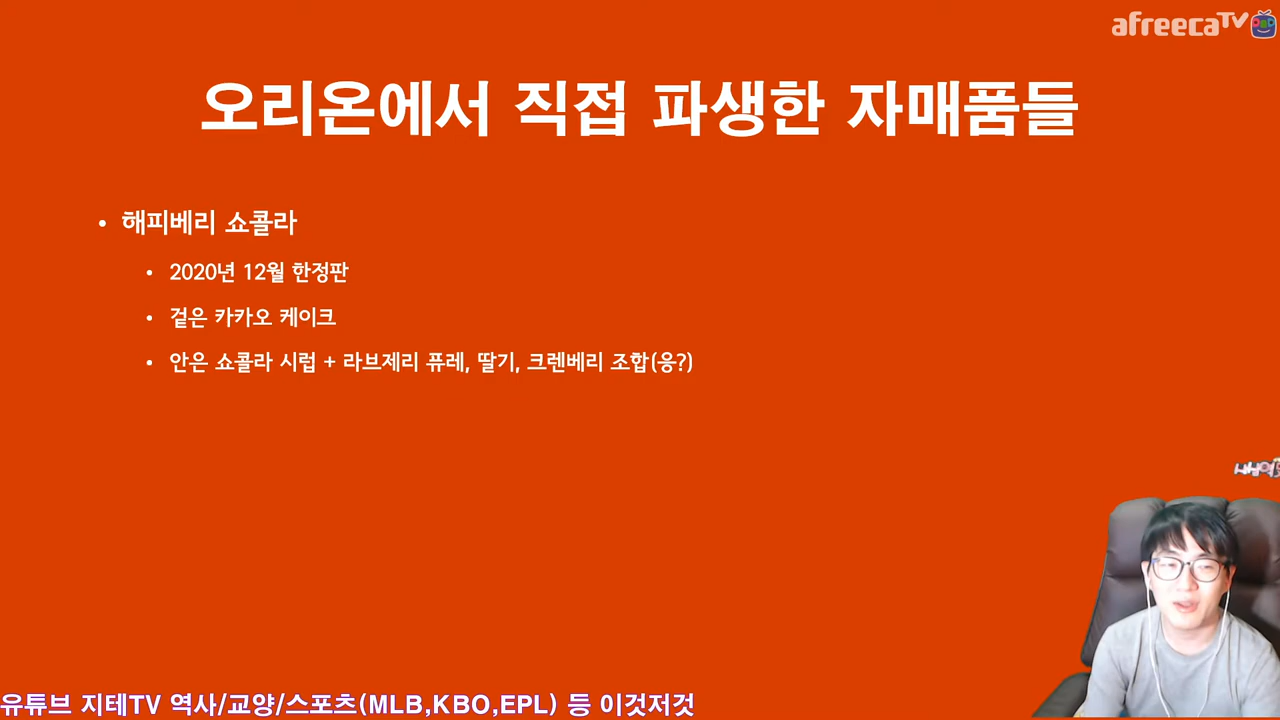 afreecaTV
오리온에서 직접 파생한 자매품들
• 해피베리 쇼콜라
• 2020년 12월 한정판
• 겉은 카카오 케이크
• 안은 쇼콜라 시럽 + 라브제리 퓨레, 딸기, 크렌베리 조합(응?)
유튜브 지테TV 역사/교양/스포츠(MLB,KBO,EPL) 등 이것저것